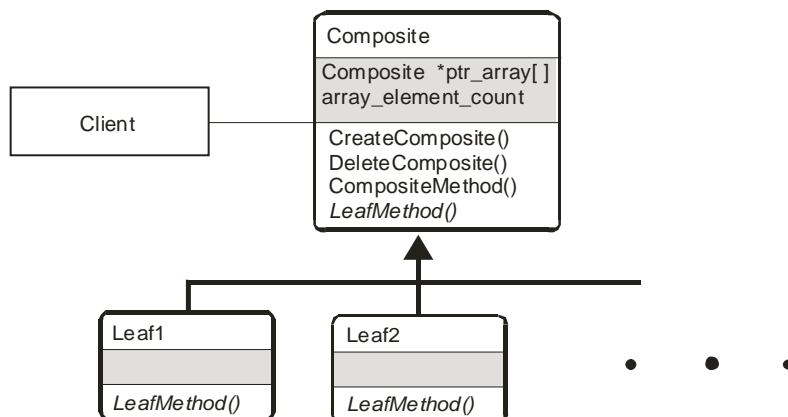 Composite
Composite *ptr_array[ ]
array_element_count
Client
CreateComposite()
DeleteComposite()
CompositeMethod()
LeafMethod()
Leaf1
Leaf2
LeafMethod()
LeafMethod()